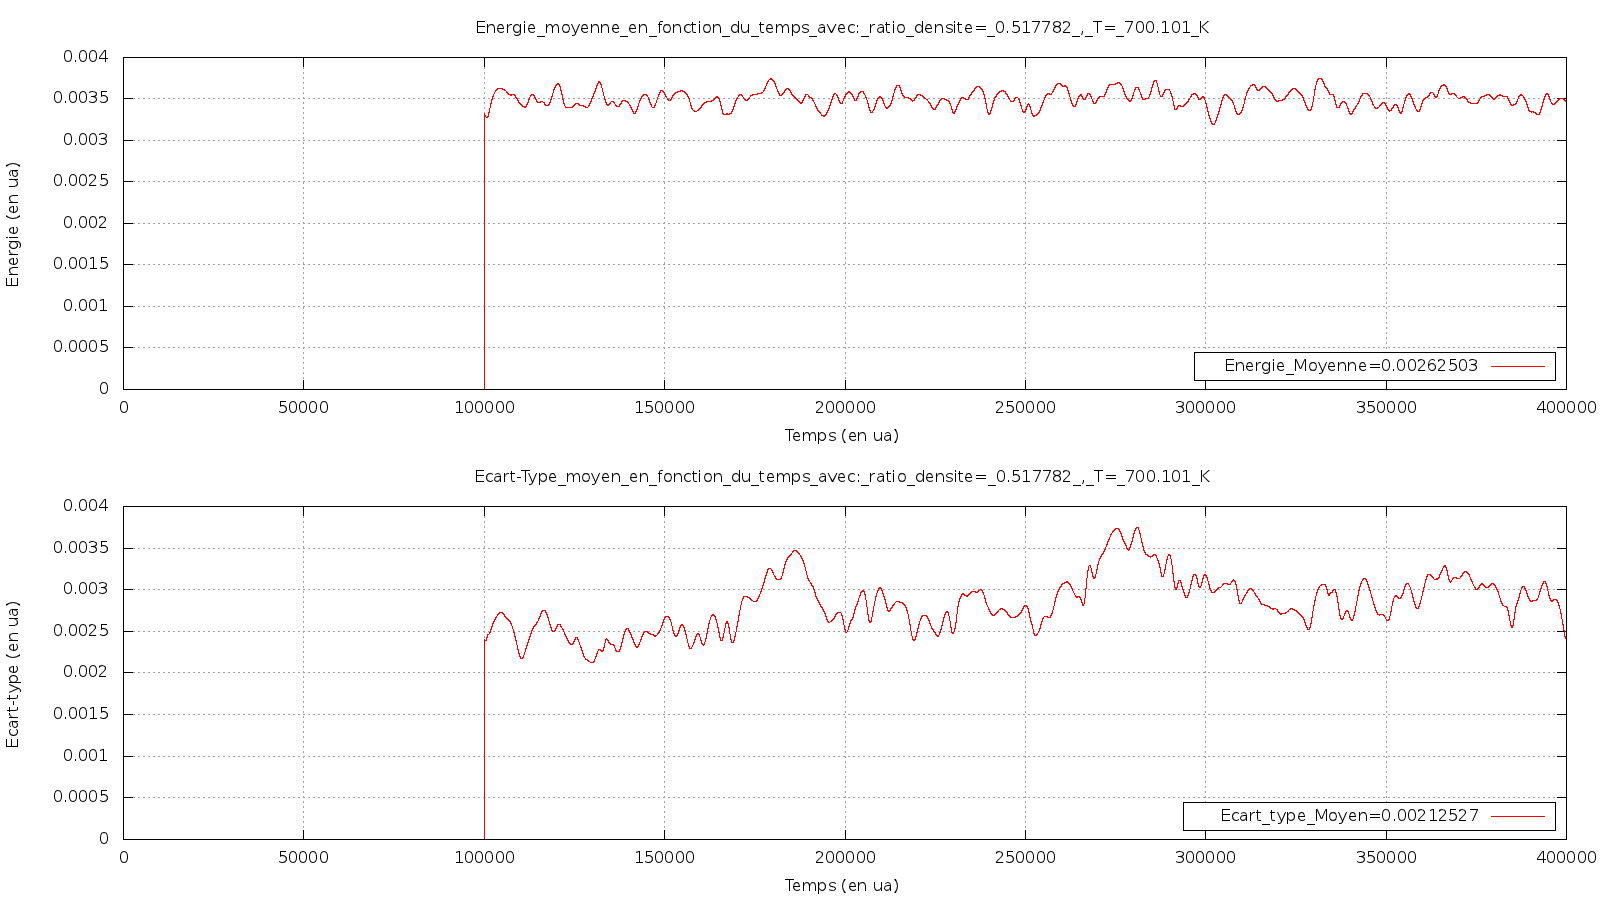 Energie_moyenne_en_fonction_du_temps_avec:_ratio_densite=_0.517782_,_T=_700.101_K
0.004
0.0035
0.003
0.0025
0.002
0.0015
0.001
0.0005
0
Energie (en ua)
Energie_Moyenne=0.00262503
0 50000 100000 150000 200000 250000 300000 350000 400000
Temps (en ua)
Ecart-Type_moyen_en_fonction_du_temps_avec:_ratio_densite=_0.517782_,_T=_700.101_K
0.004
0.0035
0.003
0.0025
0.002
0.0015
0.001
0.0005
0
Ecart-type (en ua)
Ecart_type_Moyen=0.00212527
0 50000 100000 150000 200000 250000 300000 350000 400000
Temps (en ua)